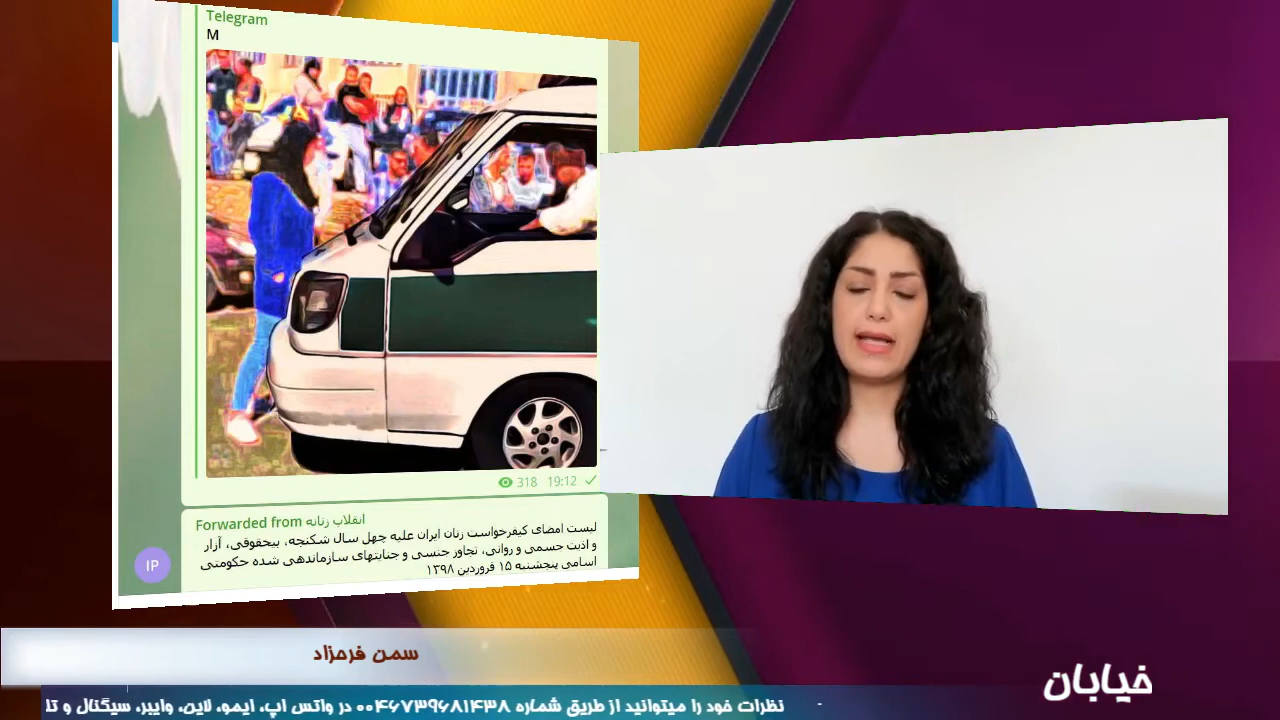 Telegram
M
318 19:12
Forwarded from انقلاب زنانه
لیست امضای کیفرخواست زنان ایران علیه چهل سال شکنجه، بیحقوقی، آزار
و اذیت جسمی و روانی، تجاوز جنسی و جنایتهای سازماندهی شده حکومتی
اسامی پنجشنبه ۱۵ فروردین ۱۳۹۸
IP
سمن فرحزاد
خیابان
نظرات خود را میتوانید از طریق شماره ۰۰۴۶۷۳۹۶۸۱۴۳۸ در واتس اپ، ایمو، لاین، وایبر، سیگنال و تا